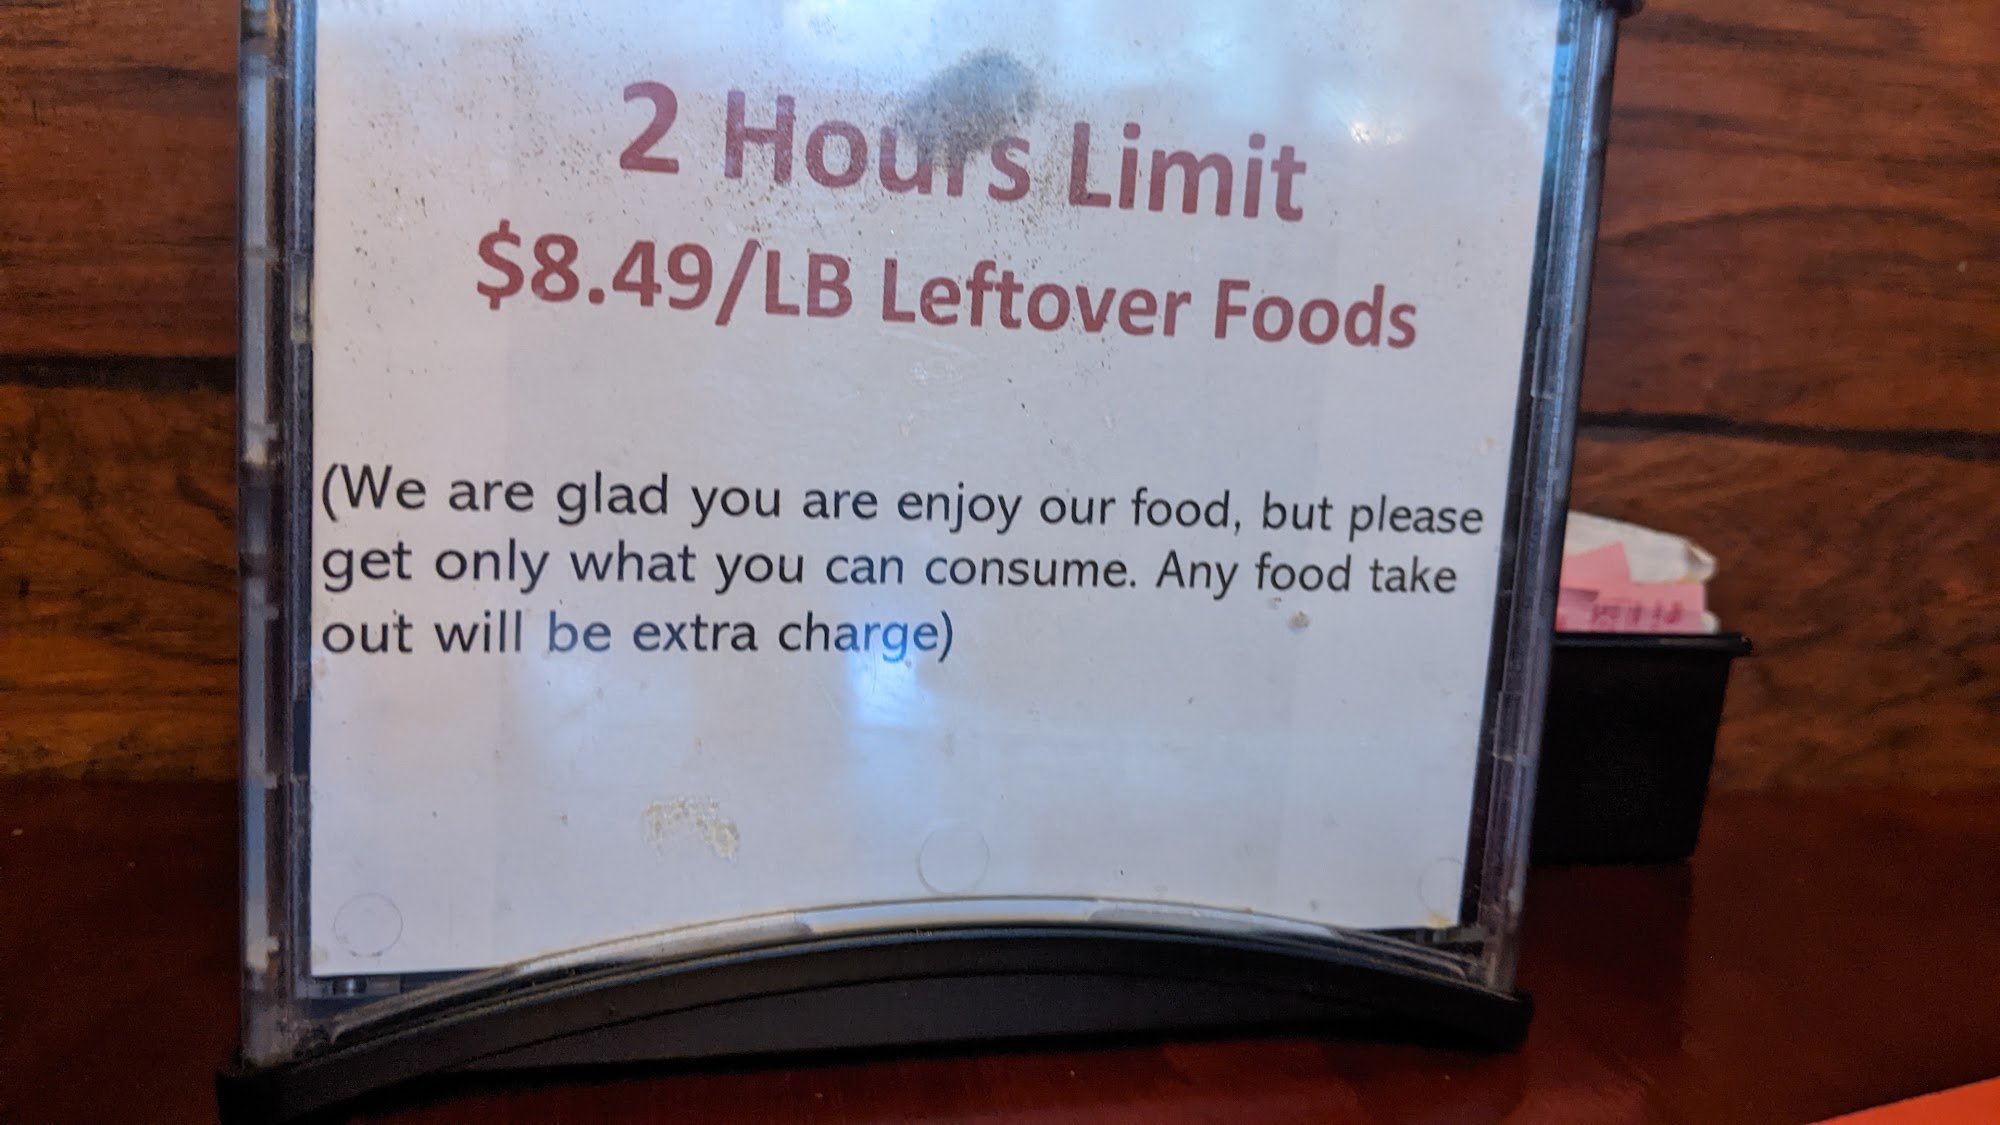 2 Hours Limit
$8.49/LB Leftover Foods
(We are glad you are enjoy our food, but please
get only what you can consume. Any food take
out will be extra charge)